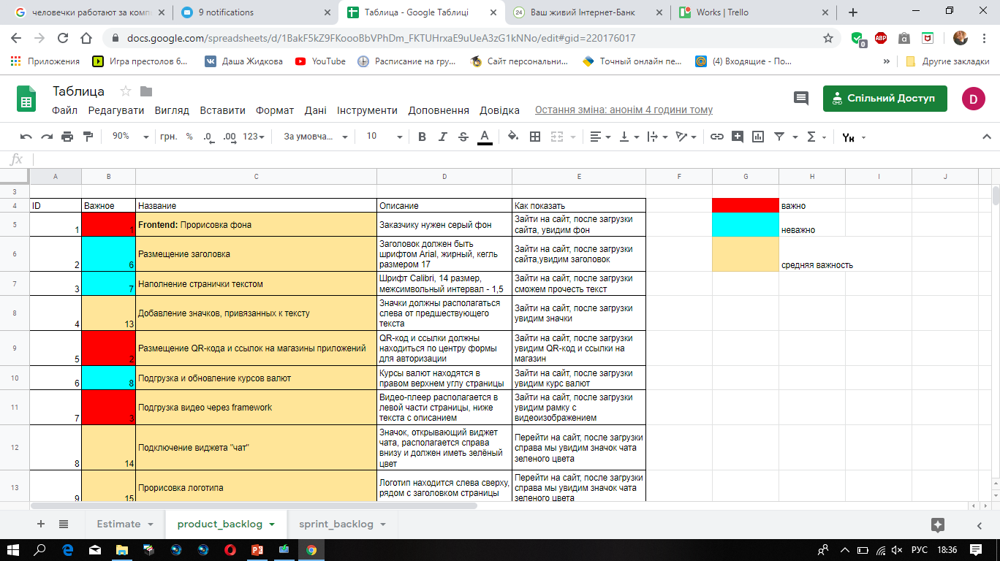 человечки работают за комп
9 notifications
Таблица - Google Таблиці
24 Ваш живий Інтернет-Банк
Works | Trello
docs.google.com/spreadsheets/d/1BakF5kZ9FKoooBbVPhDm_FKTUHrxaE9uUeA3zG1kNNo/edit#gid=220176017
0 ABP a
Приложения
Игра престолов б...
Даша Жидкова
YouTube
Расписание на гру...
Сайт персональни...
Точный онлайн пе...
(4) Входящие - По...
»
Другие закладки
Таблица
Файл Редагувати Вигляд Вставити Формат Дані Інструменти Доповнення Довідка
Остання зміна: анонім 4 години тому
Спільний Доступ
D
90% грн. % .0 .00 123 За умовча... 10 B I S A
fx
A B C D E F G H I J
3
4 ID Важное Название Описание Как показать важно
5 1 1 Frontend: Прорисовка фона
Заказчику нужен серый фон
Зайти на сайт, после загрузки
сайта, увидим фон
неважно
6 2 6 Размещение заголовка
Заголовок должен быть
шрифтом Arial, жирный, кегль
размером 17
Зайти на сайт, после загрузки
сайта,увидим заголовок
средняя важность
7 3 7 Наполнение странички текстом
Шрифт Calibri, 14 размер,
межсимвольный интервал - 1,5
Зайти на сайт, после загрузки
сможем прочесть текст
8 4 13 Добавление значков, привязанных к тексту
Значки должны располагаться
слева от предшествующего
текста
Зайти на сайт, после загрузки
увидим значки
9 5 2 Размещение QR-кода и ссылок на магазины приложений
QR-код и ссылки должны
находиться по центру формы
для авторизации
Зайти на сайт, после загрузки
увидим QR-код и ссылки на
магазин
10 6 8 Подгрузка и обновление курсов валют
Курсы валют находятся в
правом верхнем углу страницы
Зайти на сайт, после загрузки
увидим курс валют
11 7 3 Подгрузка видео через framework
Видео-плеер располагается в
левой части страницы, ниже
текста с описанием
Зайти на сайт, после загрузки
увидим рамку с
видеоизображением
12 8 14 Подключение виджета "чат"
Значок, открывающий виджет
чата, располагается справа
внизу и должен иметь зелёный
цвет
Перейти на сайт, после загрузки
справа мы увидим значок чата
зеленого цвета
13 9 15 Прорисовка логотипа
Логотип находится слева сверху,
рядом с заголовком страницы
Перейти на сайт, после загрузки
справа мы увидим значок чата
зеленого цвета
Estimate product_backlog sprint_backlog
РУС 18:36